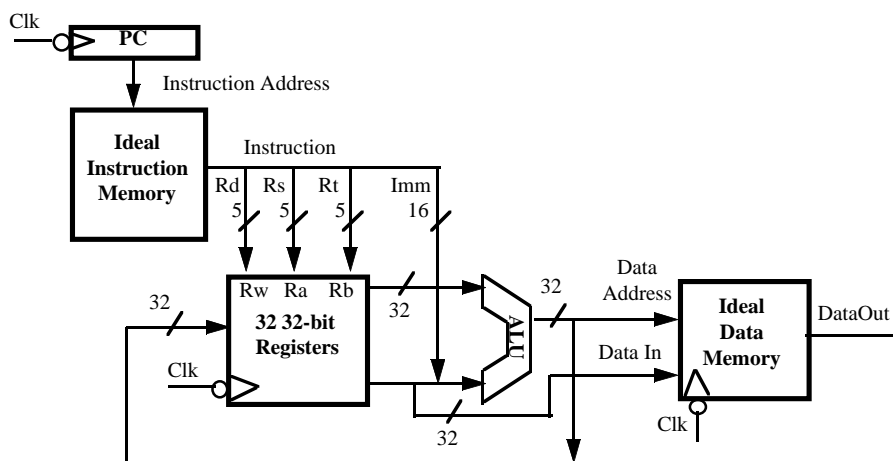 Clk
PC
Instruction Address
Ideal
Instruction
Memory
Instruction
Rd
Rs
Rt
Imm
5
5
5
16
32
Rw
Ra
Rb
32
32
Data
Address
Ideal
Data
Memory
DataOut
32 32-bit
Registers
ALU
Data In
Clk
32
Clk